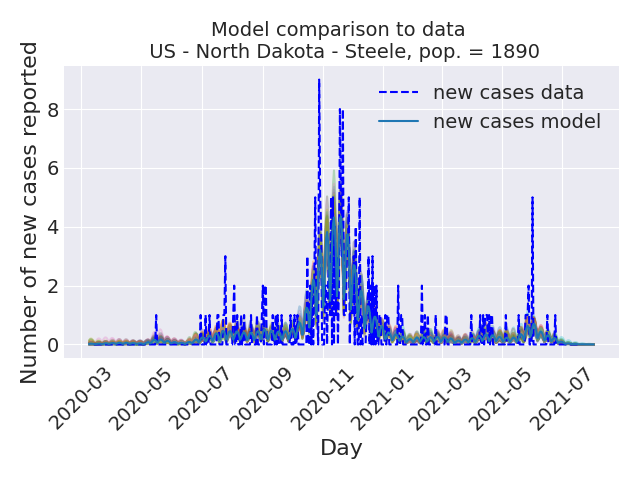 Model comparison to data
US - North Dakota - Steele, pop. = 1890
Number of new cases reported
8
6
4
2
0
new cases data
new cases model
2020-03
2020-05
2020-07
2020-09
2020-11
2021-01
2021-03
2021-05
2021-07
Day